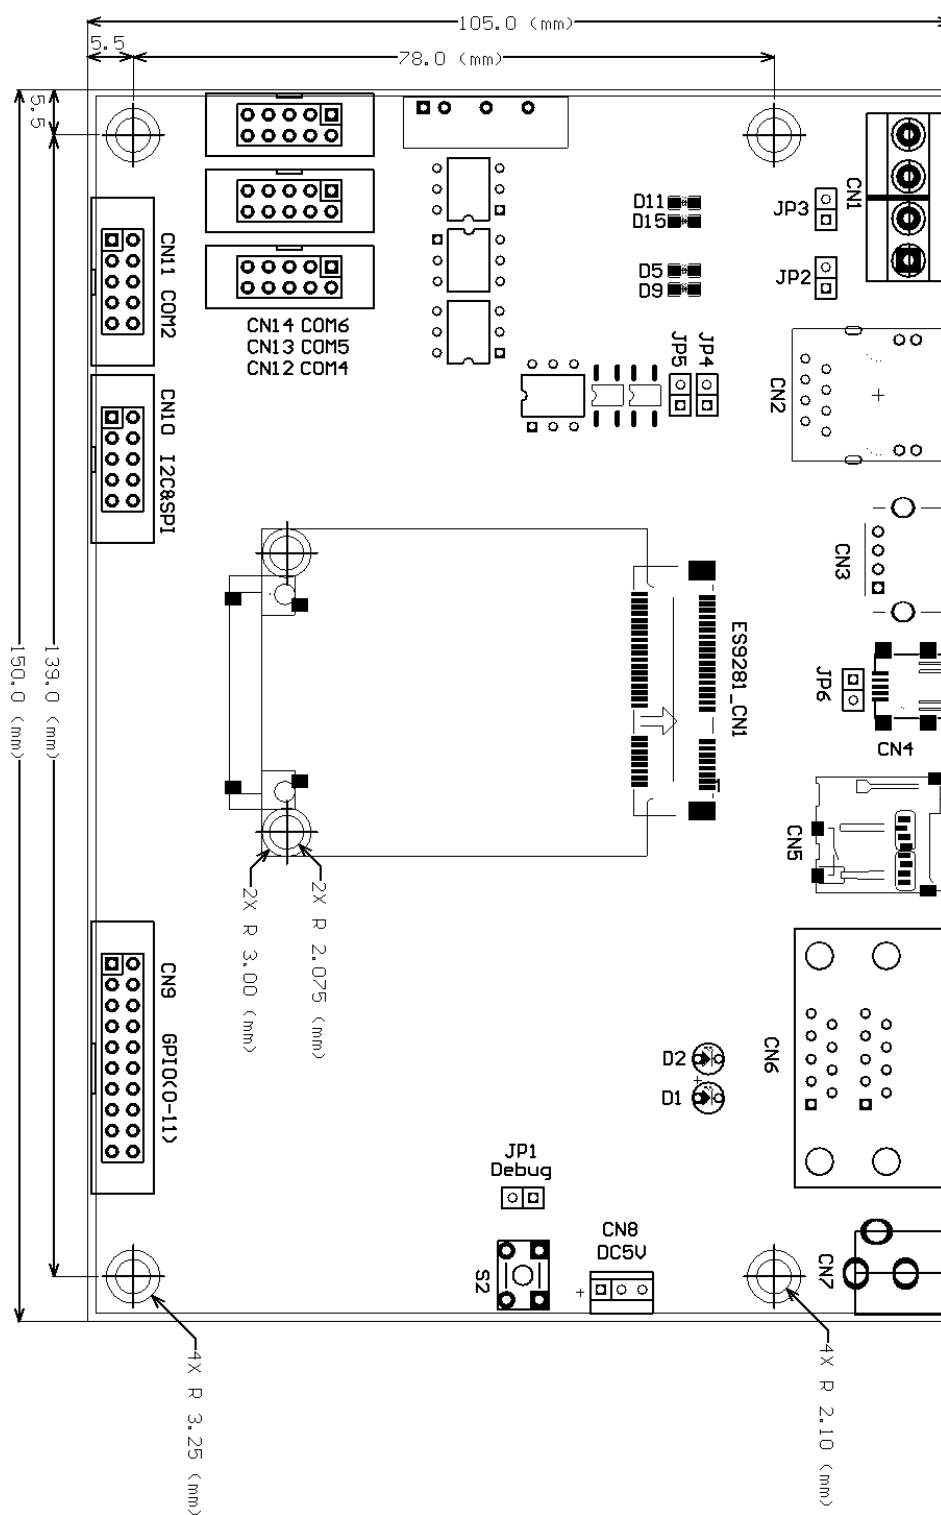 105.0 (mm)
5.5
78.0 (mm)
5.5
CN1
D11
D15
JP3
CN11 COM2
D5
D9
JP2
CN14 COM6
CN13 COM5
CN12 COM4
JP5
JP4
CN2
CN10 I2C&SPI
CN3
ES9281_CN1
150.0 (mm)
139.0 (mm)
JP6
CN4
1
CN5
2X R 3.00 (mm)
2X R 2.075 (mm)
CN9 GPIO(0-11)
D2
+
D1
CN6
JP1
Debug
CN8
DC5V
S2
+
CN7
4X R 3.25 (mm)
4X R 2.10 (mm)